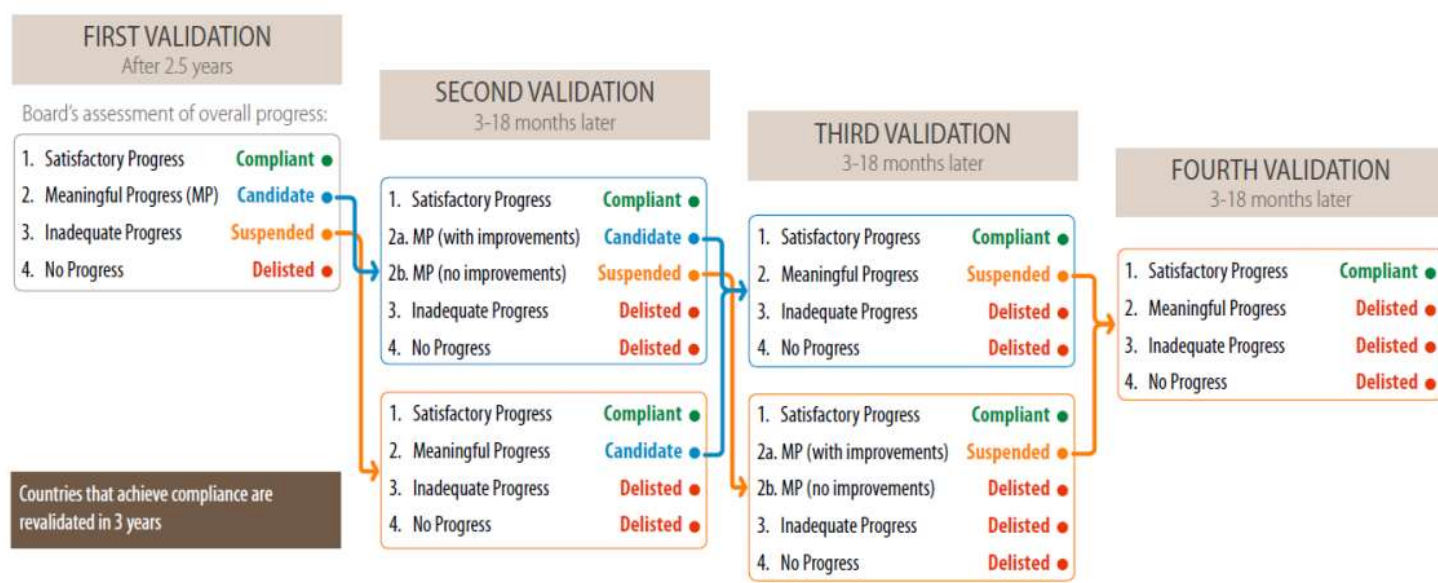 FIRST VALIDATION
After 2.5 years
Board's assessment of overall progress:
1. Satisfactory Progress Compliant
2. Meaningful Progress (MP) Candidate
3. Inadequate Progress Suspended
4. No Progress Delisted
Countries that achieve compliance are
revalidated in 3 years
SECOND VALIDATION
3-18 months later
1. Satisfactory Progress Compliant
2a. MP (with improvements) Candidate
2b. MP (no improvements) Suspended
3. Inadequate Progress Delisted
4. No Progress Delisted
1. Satisfactory Progress Compliant
2. Meaningful Progress Candidate
3. Inadequate Progress Delisted
4. No Progress Delisted
THIRD VALIDATION
3-18 months later
1. Satisfactory Progress Compliant
2. Meaningful Progress Suspended
3. Inadequate Progress Delisted
4. No Progress Delisted
1. Satisfactory Progress Compliant
2a. MP (with improvements) Suspended
2b. MP (no improvements) Delisted
3. Inadequate Progress Delisted
4. No Progress Delisted
FOURTH VALIDATION
3-18 months later
1. Satisfactory Progress Compliant
2. Meaningful Progress Delisted
3. Inadequate Progress Delisted
4. No Progress Delisted